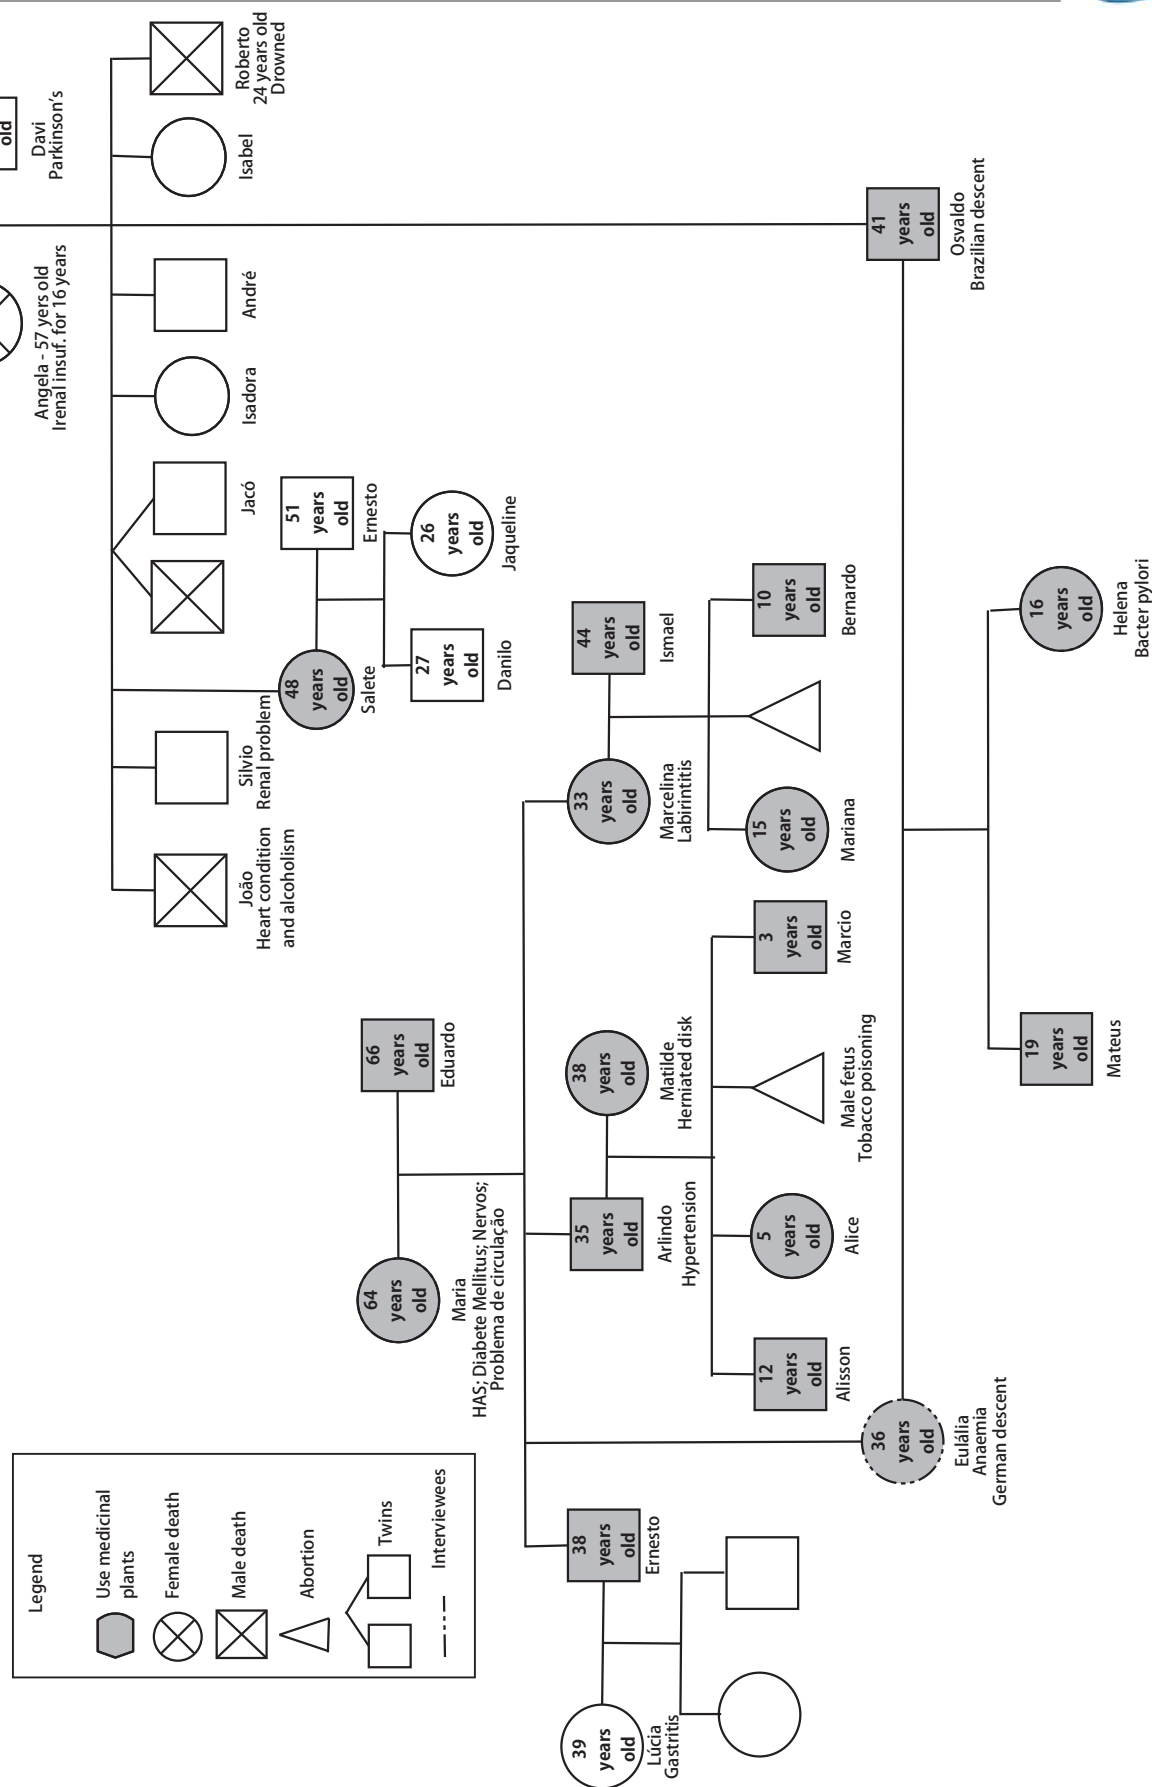 Legend
Use medicinal
plants
Female death
Male death
Abortion
Twins
Interviewees
Angela - 57 yers old
Irenal insuf. for 16 years
old
Davi
Parkinson's
João
Heart condition
and alcoholism
Silvio
Renal problem
48
years
old
Salete
Jacó
Isadora
André
Isabel
Roberto
24 years old
Drowned
51
years
old
Ernesto
27
years
old
Danilo
26
years
old
Jaqueline
64
years
old
Maria
HAS; Diabete Mellitus; Nervos;
Problema de circulação
66
years
old
Eduardo
39
years
old
Lúcia
Gastritis
38
years
old
Ernesto
35
years
old
Arlindo
Hypertension
38
years
old
Matilde
Herniated disk
33
years
old
Marcelina
Labirintitis
44
years
old
Ismael
12
years
old
Alisson
5
years
old
Alice
Male fetus
Tobacco poisoning
3
years
old
Marcio
15
years
old
Mariana
10
years
old
Bernardo
36
years
old
Eulália
Anaemia
German descent
41
years
old
Osvaldo
Brazilian descent
19
years
old
Mateus
16
years
old
Helena
Bacter pylori